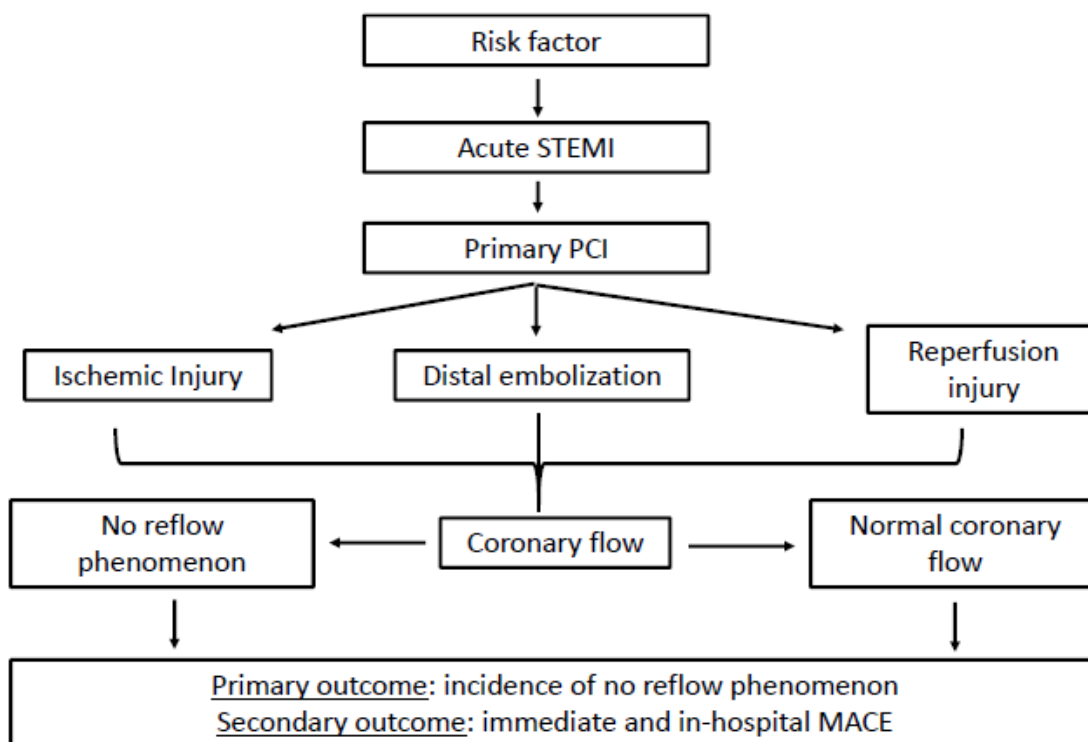 Risk factor
Acute STEMI
Primary PCI
Ischemic Injury
Distal embolization
Reperfusion
injury
No reflow
phenomenon
Coronary flow
Normal coronary
flow
Primary outcome: incidence of no reflow phenomenon
Secondary outcome: immediate and in-hospital MACE